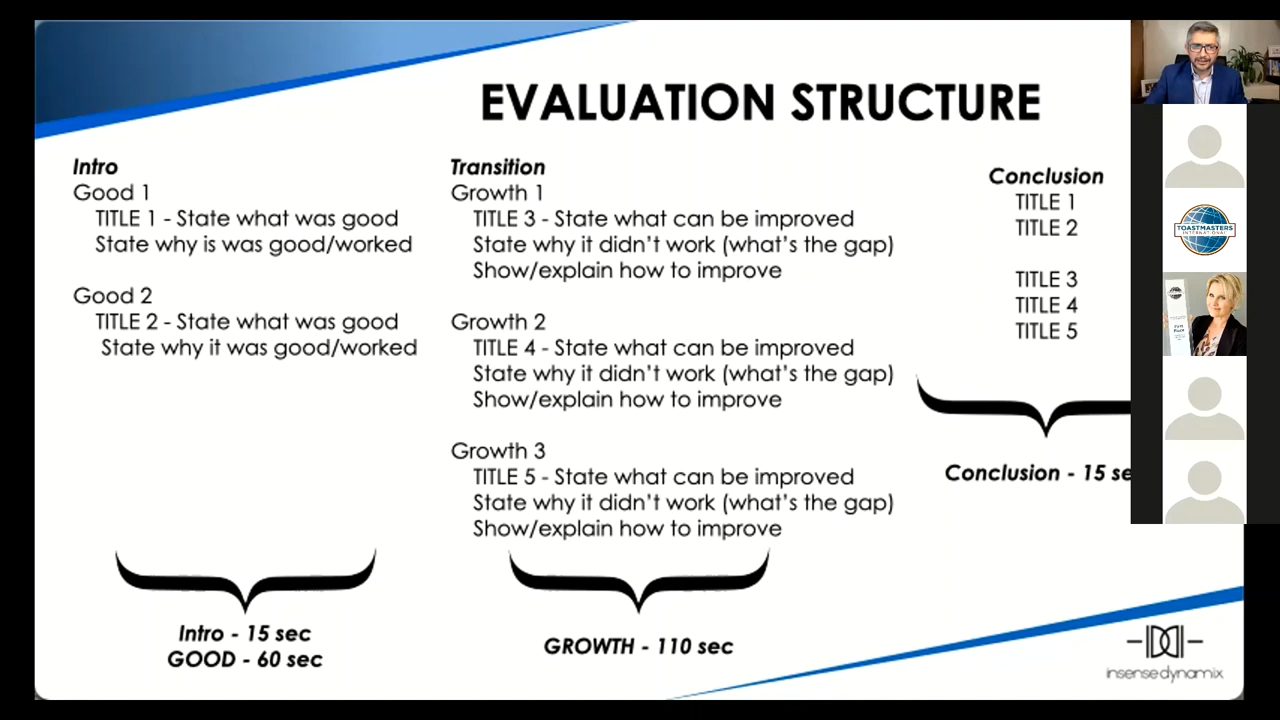 EVALUATION STRUCTURE
Intro
Good 1
TITLE 1 - State what was good
State why is was good/worked
Good 2
TITLE 2 - State what was good
State why it was good/worked
Intro - 15 sec
GOOD - 60 sec
Transition
Growth 1
TITLE 3 - State what can be improved
State why it didn't work (what's the gap)
Show/explain how to improve
Growth 2
TITLE 4 - State what can be improved
State why it didn't work (what's the gap)
Show/explain how to improve
Growth 3
TITLE 5 - State what can be improved
State why it didn't work (what's the gap)
Show/explain how to improve
GROWTH - 110 sec
Conclusion
TITLE 1
TITLE 2
TITLE 3
TITLE 4
TITLE 5
Conclusion - 15 se
TOASTMASTERS
INTERNATIONAL
insensedynamix